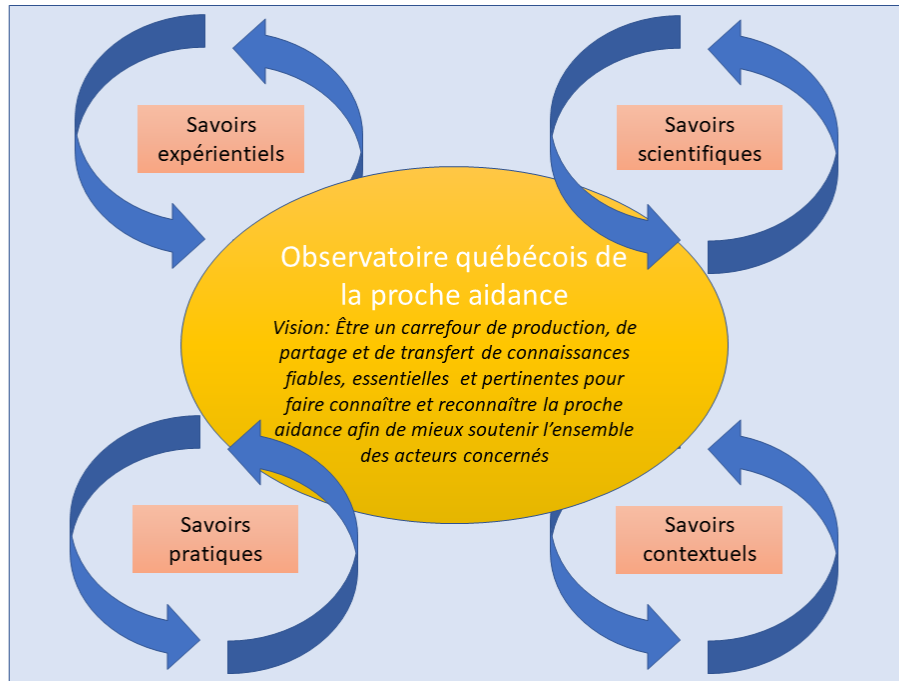 Savoirs
expérientiels
Savoirs
scientifiques
Observatoire québécois de
la proche aidance
Vision: Être un carrefour de production, de
partage et de transfert de connaissances
fiables, essentielles et pertinentes pour
faire connaître et reconnaître la proche
aidance afin de mieux soutenir l’ensemble
des acteurs concernés
Savoirs
pratiques
Savoirs
contextuels